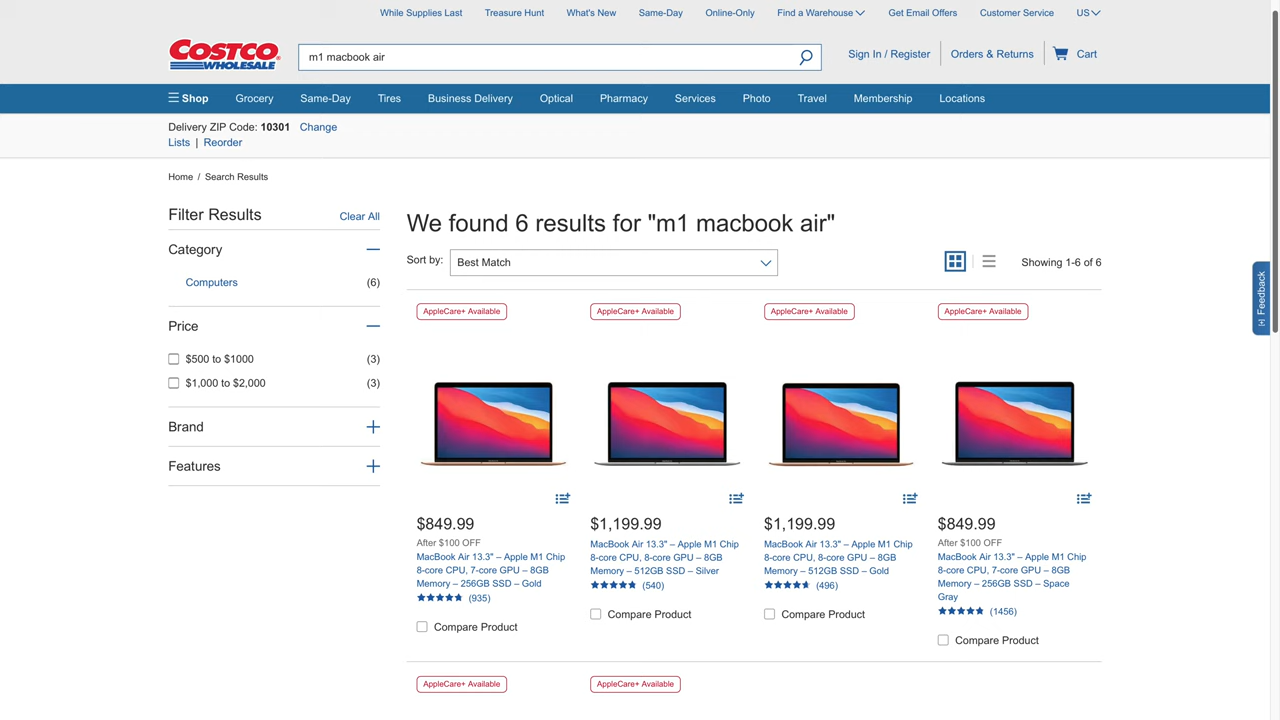 While Supplies Last
Treasure Hunt
What's New
Same-Day
Online-Only
Find a Warehouse
Get Email Offers
Customer Service
US
COSTCO
WHOLESALE
m1 macbook air
Sign In / Register
Orders & Returns
Cart
Shop
Grocery
Same-Day
Tires
Business Delivery
Optical
Pharmacy
Services
Photo
Travel
Membership
Locations
Delivery ZIP Code: 10301 Change
Lists | Reorder
Home / Search Results
Filter Results
Clear All
Category
Computers (6)
Price
$500 to $1000 (3)
$1,000 to $2,000 (3)
Brand
Features
We found 6 results for "m1 macbook air"
Sort by:
Best Match
Showing 1-6 of 6
AppleCare+ Available
$849.99
After $100 OFF
MacBook Air 13.3" – Apple M1 Chip
8-core CPU, 7-core GPU – 8GB
Memory – 256GB SSD – Gold
(935)
Compare Product
AppleCare+ Available
$1,199.99
MacBook Air 13.3" – Apple M1 Chip
8-core CPU, 8-core GPU – 8GB
Memory – 512GB SSD – Silver
(540)
Compare Product
AppleCare+ Available
$1,199.99
MacBook Air 13.3" – Apple M1 Chip
8-core CPU, 8-core GPU – 8GB
Memory – 512GB SSD – Gold
(496)
Compare Product
AppleCare+ Available
$849.99
After $100 OFF
MacBook Air 13.3" – Apple M1 Chip
8-core CPU, 7-core GPU – 8GB
Memory – 256GB SSD – Space
Gray
(1456)
Compare Product
AppleCare+ Available
AppleCare+ Available
[+] Feedback